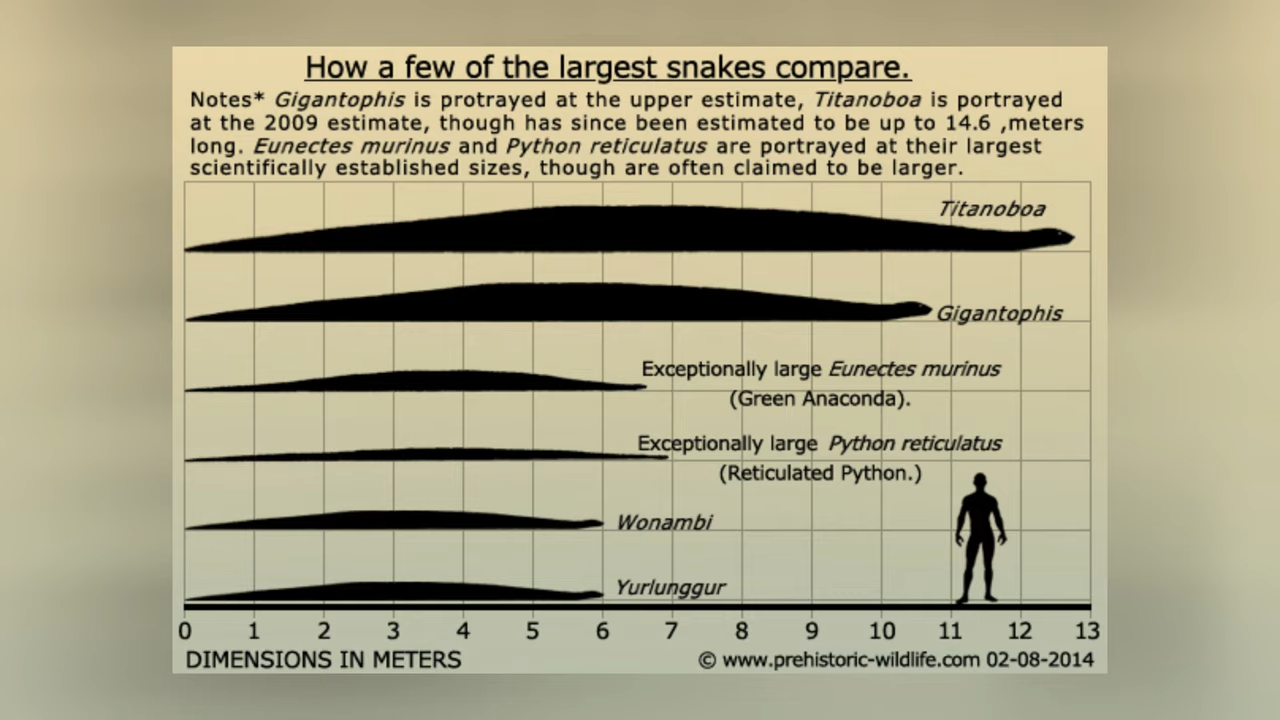 How a few of the largest snakes compare.
Notes* Gigantophis is protrayed at the upper estimate, Titanoboa is portrayed
at the 2009 estimate, though has since been estimated to be up to 14.6 ,meters
long. Eunectes murinus and Python reticulatus are portrayed at their largest
scientifically established sizes, though are often claimed to be larger.
Titanoboa
Gigantophis
Exceptionally large Eunectes murinus
(Green Anaconda).
Exceptionally large Python reticulatus
(Reticulated Python.)
Wonambi
Yurlunggur
0 1 2 3 4 5 6 7 8 9 10 11 12 13
DIMENSIONS IN METERS © www.prehistoric-wildlife.com 02-08-2014